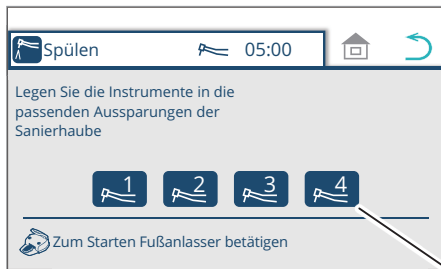 Spülen 05:00
Legen Sie die Instrumente in die
passenden Aussparungen der
Sanierhaube
1 2 3 4
Zum Starten Fußanlasser betätigen